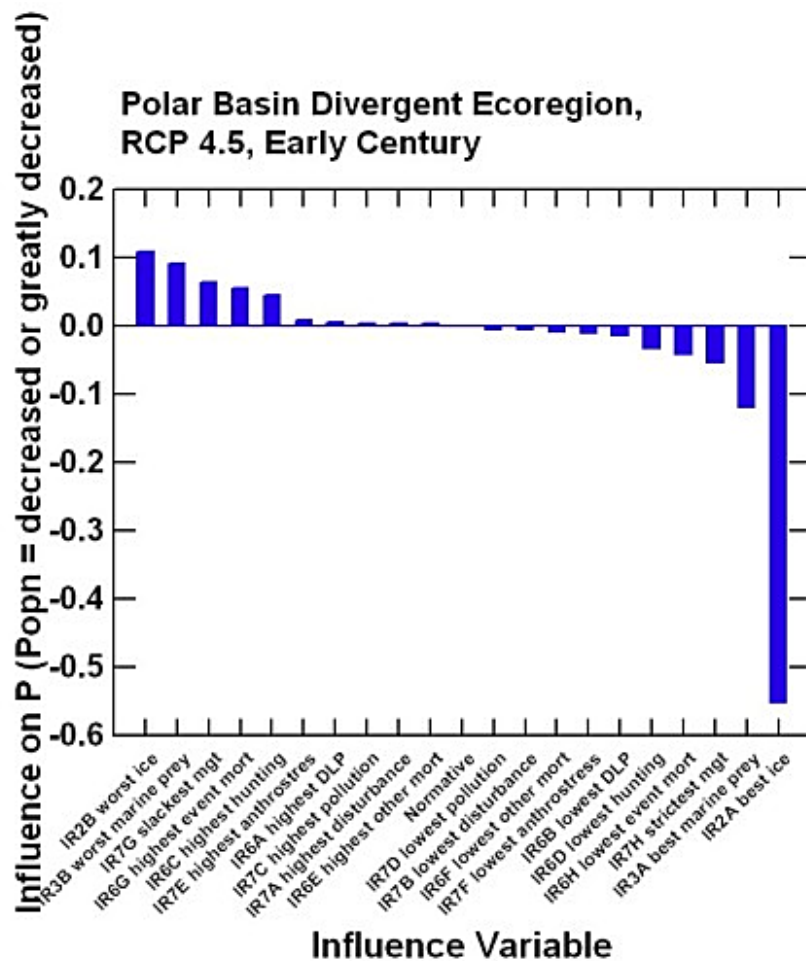 Polar Basin Divergent Ecoregion,
RCP 4.5, Early Century
Influence on P (Popn = decreased or greatly decreased)
0.2
0.1
0.0
-0.1
-0.2
-0.3
-0.4
-0.5
-0.6
IR2B worst ice
IR3B worst marine prey
IR7G slackest mgt
IR6G highest event mort
IR6C highest hunting
IR7E highest anthrostres
IR6A highest DLP
IR7C highest pollution
IR7A highest disturbance
IR6E highest other mort
Normative
IR7D lowest pollution
IR7B lowest disturbance
IR6F lowest other mort
IR7F lowest anthrostress
IR6B lowest DLP
IR6D lowest hunting
IR6H lowest event mort
IR7H strictest mgt
IR3A best marine prey
IR2A best ice
Influence Variable